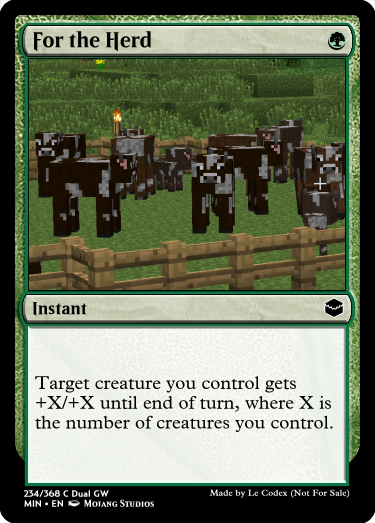 For the Herd
Instant
Target creature you control gets
+X/+X until end of turn, where X is
the number of creatures you control.
234/368 C Dual GW
MIN • EN Mojang Studios
Made by Le Codex (Not For Sale)